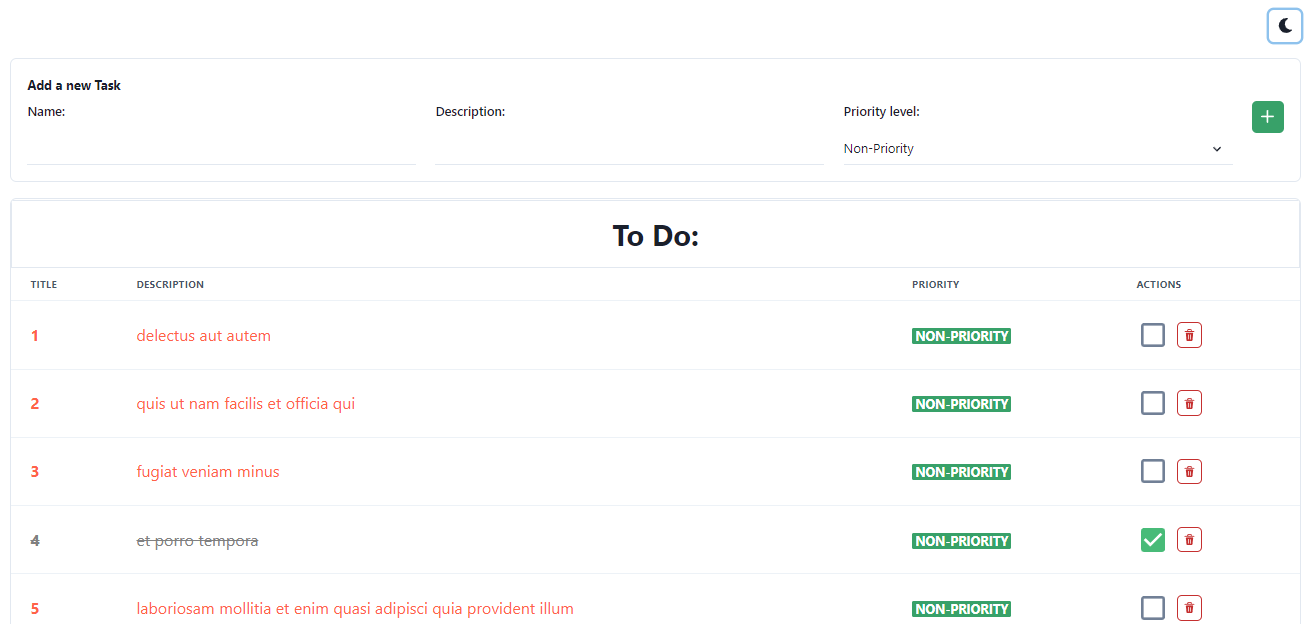 Add a new Task
Name: Description: Priority level:
Non-Priority
To Do:
TITLE DESCRIPTION PRIORITY ACTIONS
1 delectus aut autem NON-PRIORITY
2 quis ut nam facilis et officia qui NON-PRIORITY
3 fugiat veniam minus NON-PRIORITY
4 et porro tempora NON-PRIORITY
5 laboriosam mollitia et enim quasi adipisci quia provident illum NON-PRIORITY